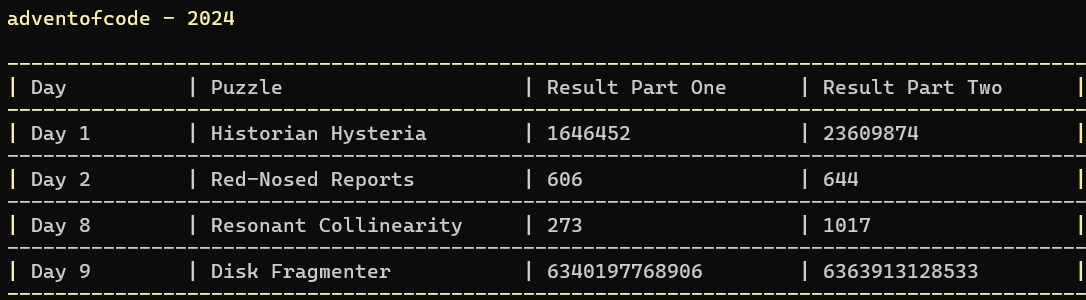 adventofcode - 2024
| Day | Puzzle | Result Part One | Result Part Two |
| Day 1 | Historian Hysteria | 1646452 | 23609874 |
| Day 2 | Red-Nosed Reports | 606 | 644 |
| Day 8 | Resonant Collinearity | 273 | 1017 |
| Day 9 | Disk Fragmenter | 6340197768906 | 6363913128533 |